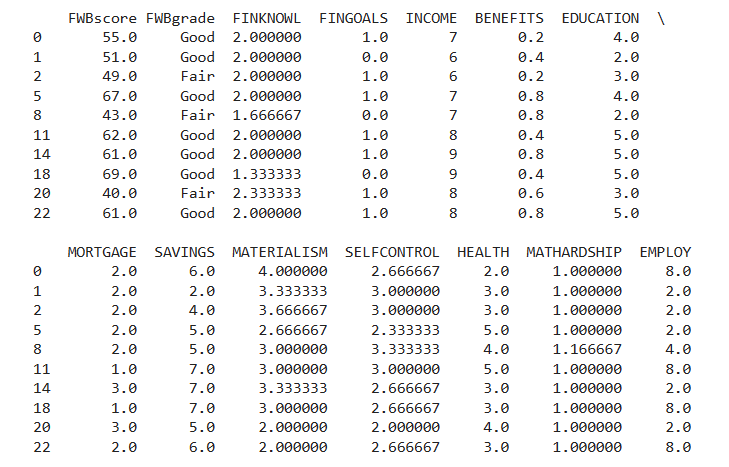 FWBscore FWBgrade FINKNOWL FINGOALS INCOME BENEFITS EDUCATION \
0 55.0 Good 2.000000 1.0 7 0.2 4.0
1 51.0 Good 2.000000 0.0 6 0.4 2.0
2 49.0 Fair 2.000000 1.0 6 0.2 3.0
5 67.0 Good 2.000000 1.0 7 0.8 4.0
8 43.0 Fair 1.666667 0.0 7 0.8 2.0
11 62.0 Good 2.000000 1.0 8 0.4 5.0
14 61.0 Good 2.000000 1.0 9 0.8 5.0
18 69.0 Good 1.333333 0.0 9 0.4 5.0
20 40.0 Fair 2.333333 1.0 8 0.6 3.0
22 61.0 Good 2.000000 1.0 8 0.8 5.0
MORTGAGE SAVINGS MATERIALISM SELFCONTROL HEALTH MATHARDSHIP EMPLOY
0 2.0 6.0 4.000000 2.666667 2.0 1.000000 8.0
1 2.0 2.0 3.333333 3.000000 3.0 1.000000 2.0
2 2.0 4.0 3.666667 3.000000 3.0 1.000000 2.0
5 2.0 5.0 2.666667 2.333333 5.0 1.000000 2.0
8 2.0 5.0 3.000000 3.333333 4.0 1.166667 4.0
11 1.0 7.0 3.000000 3.000000 5.0 1.000000 8.0
14 3.0 7.0 3.333333 2.666667 3.0 1.000000 2.0
18 1.0 7.0 3.000000 2.666667 3.0 1.000000 8.0
20 3.0 5.0 2.000000 2.000000 4.0 1.000000 2.0
22 2.0 6.0 2.000000 2.666667 3.0 1.000000 8.0